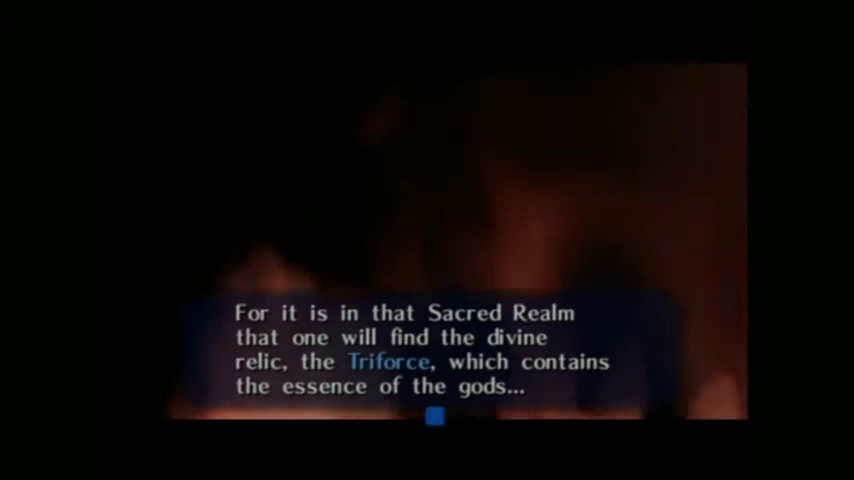 For it is in that Sacred Realm
that one will find the divine
relic, the Triforce, which contains
the essence of the gods...